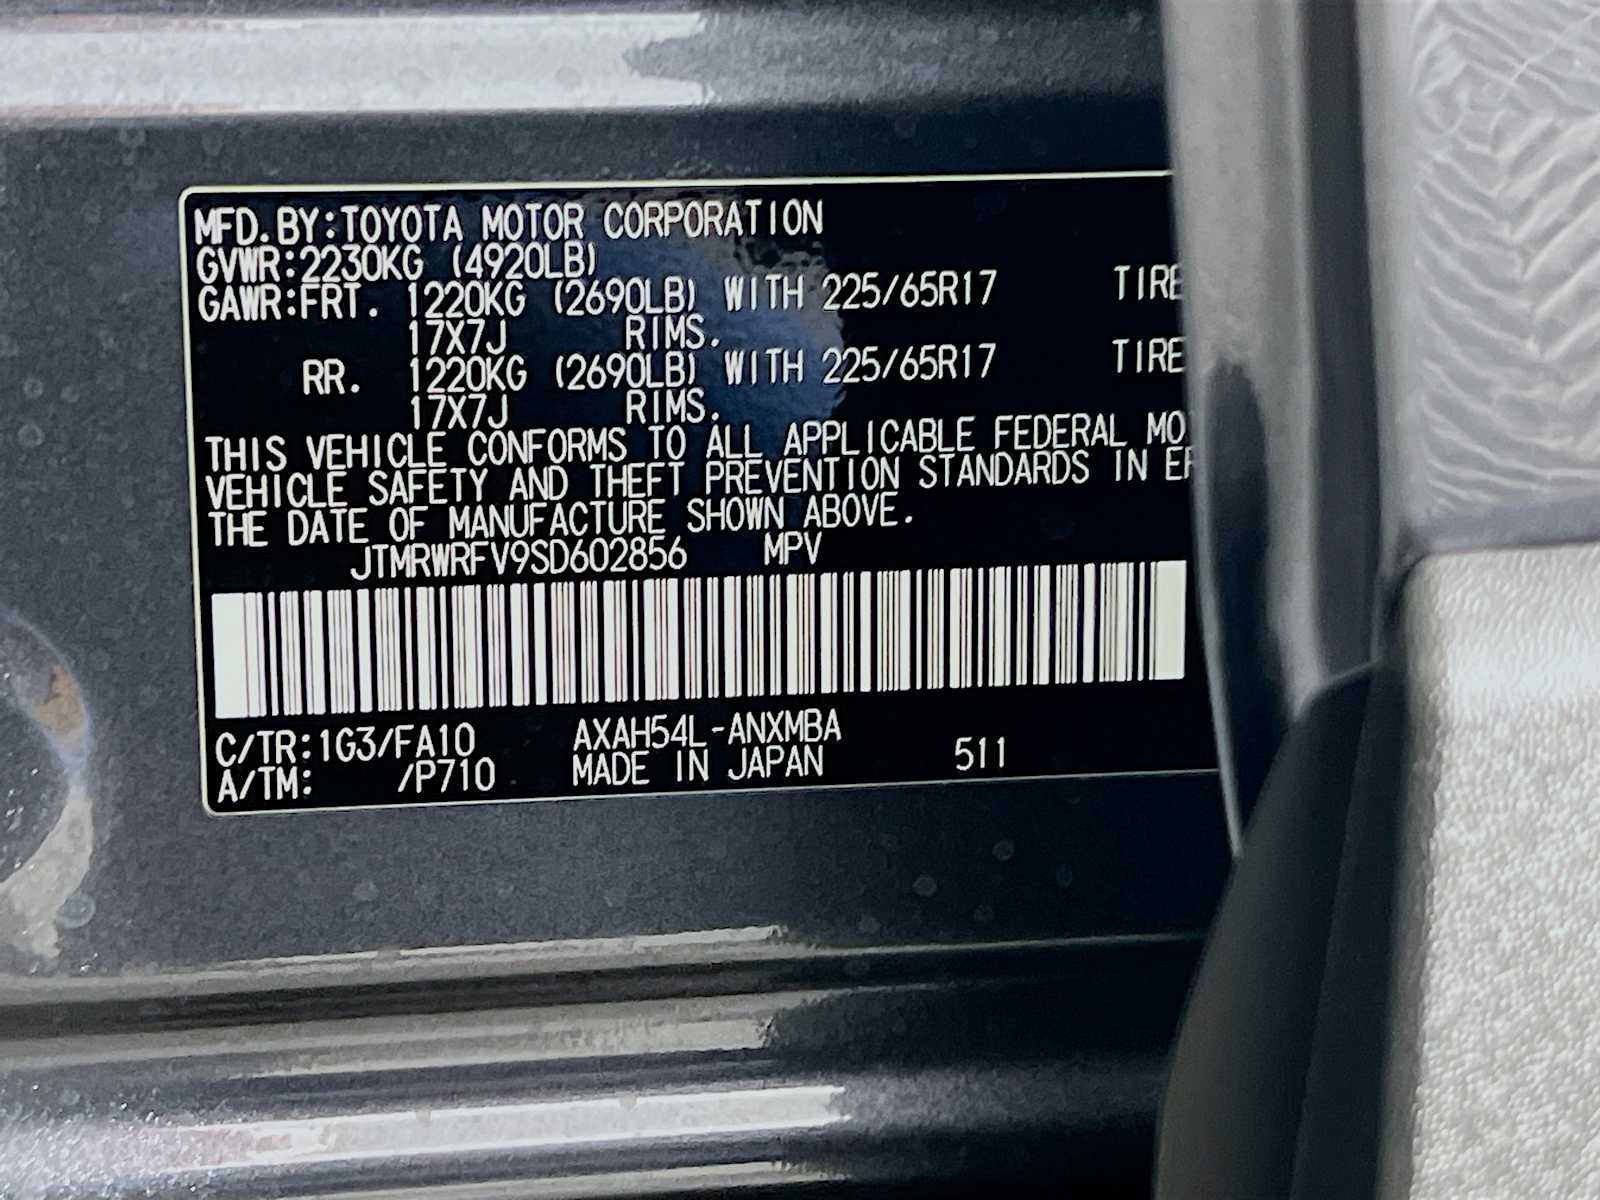 MFD.BY:TOYOTA MOTOR CORPORATION
GVWR:2230KG (4920LB)
GAWR:FRT. 1220KG (2690LB) WITH 225/65R17 TIRE
17X7J RIMS.
RR. 1220KG (2690LB) WITH 225/65R17 TIRE
17X7J RIMS.
THIS VEHICLE CONFORMS TO ALL APPLICABLE FEDERAL MO
VEHICLE SAFETY AND THEFT PREVENTION STANDARDS IN
THE DATE OF MANUFACTURE SHOWN ABOVE.
JTMRWRFV9SD602856 MPV
C/TR:1G3/FA10 AXAH54L-ANXMBA
A/TM: /P710 MADE IN JAPAN 511